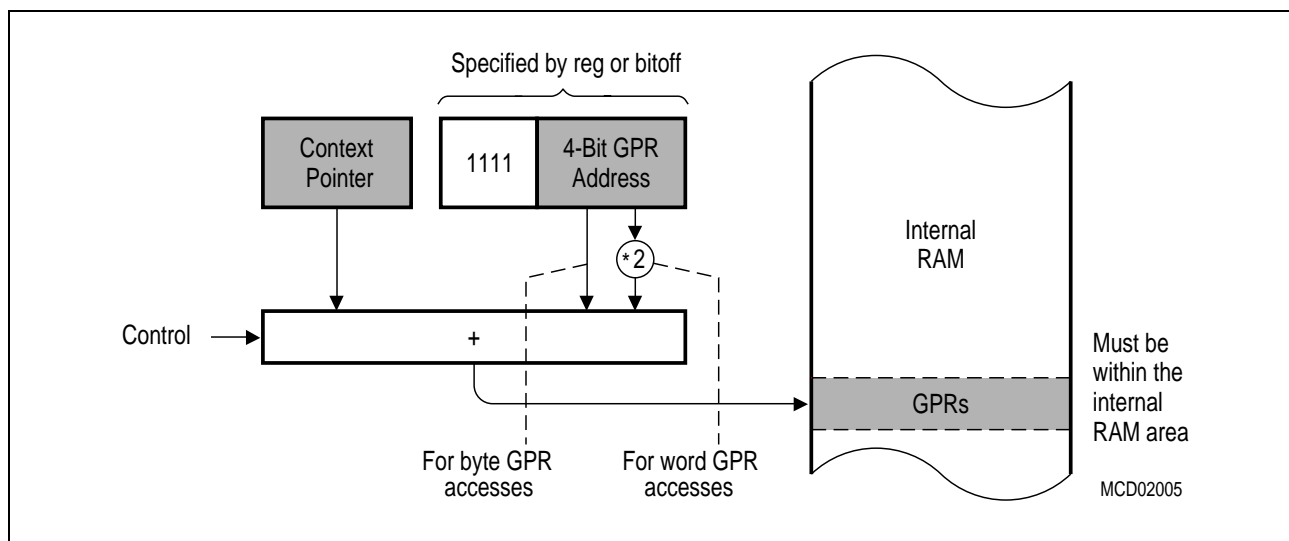 Specified by reg or bitoff
Context
Pointer
1111
4-Bit GPR
Address
*2
Internal
RAM
Control
+
Must be
within the
internal
RAM area
GPRs
For byte GPR
accesses
For word GPR
accesses
MCD02005